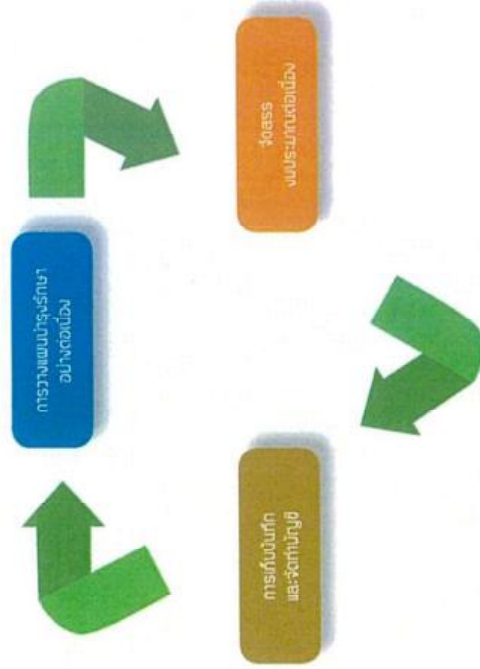 การวางแผนบำรุงรักษา
อย่างต่อเนื่อง
จัดสรร
งบประมาณต่อเนื่อง
การเก็บบันทึก
และจัดทำบัญชี